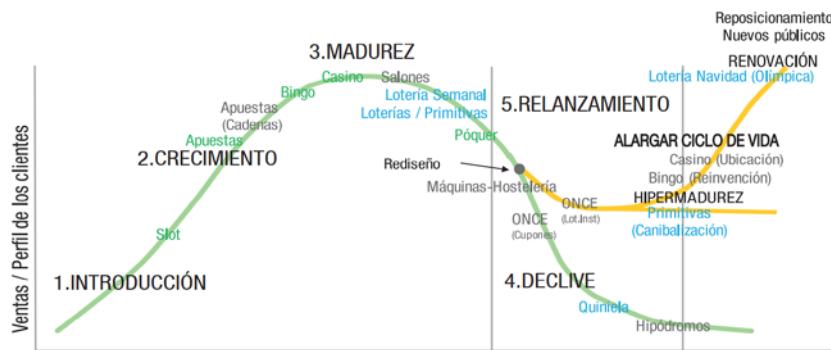 Reposicionamiento
Nuevos públicos
RENOVACIÓN
Lotería Navidad (Olímpica)
3.MADUREZ
Casino
Salones
Bingo
Lotería Semanal
Loterías / Primitivas
5.RELANZAMIENTO
Apuestas
(Cadenas)
Apuestas
Póquer
2.CRECIMIENTO
Rediseño
ALARGAR CICLO DE VIDA
Casino (Ubicación)
Bingo (Reinvención)
Máquinas-Hostelería
HIPERMADUREZ
ONCE
(Lot.Inst)
Primitivas
(Canibalización)
ONCE
(Cupones)
Slot
1.INTRODUCCIÓN
4.DECLIVE
Quiniela
Hipódromos
Ventas / Perfil de los clientes